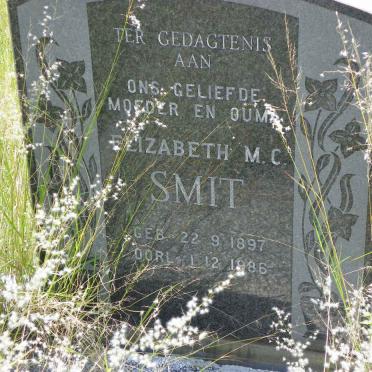 TER GEDAGTENIS
AAN
ONS GELIEFDE
MOEDER EN OUMA
ELIZABETH M.C.
SMIT
GEB. 22.9.1897
OORL. 1.12.1986